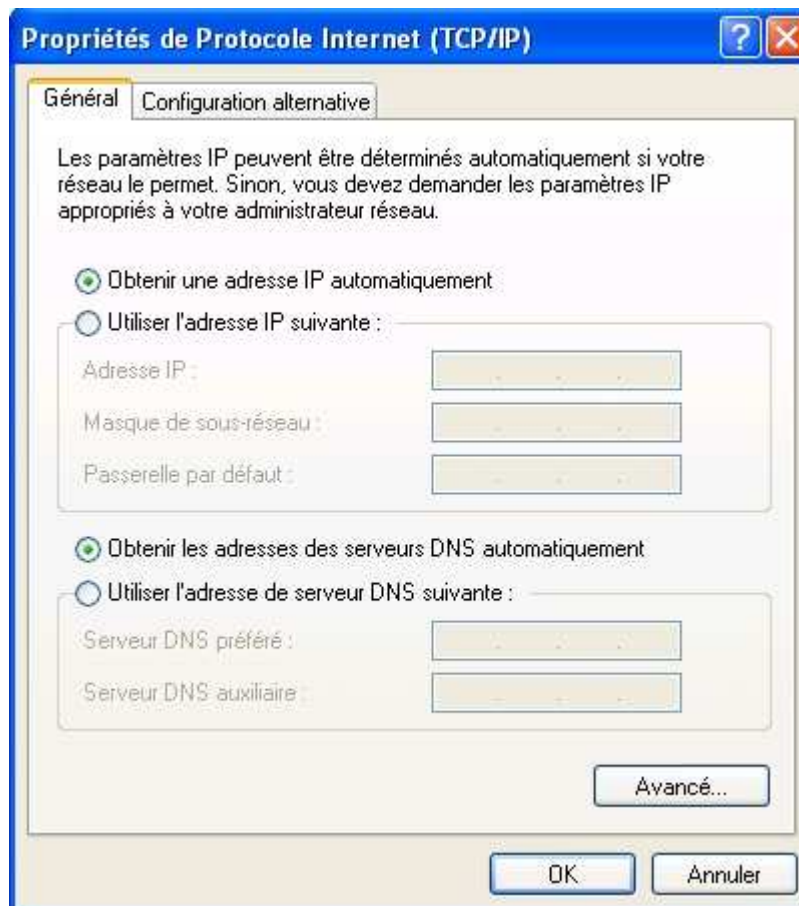 Propriétés de Protocole Internet (TCP/IP)
?
Général
Configuration alternative
Les paramètres IP peuvent être déterminés automatiquement si votre
réseau le permet. Sinon, vous devez demander les paramètres IP
appropriés à votre administrateur réseau.
Obtenir une adresse IP automatiquement
Utiliser l'adresse IP suivante :
Adresse IP :
Masque de sous-réseau :
Passerelle par défaut :
Obtenir les adresses des serveurs DNS automatiquement
Utiliser l'adresse de serveur DNS suivante :
Serveur DNS préféré :
Serveur DNS auxiliaire :
Avancé...
OK
Annuler